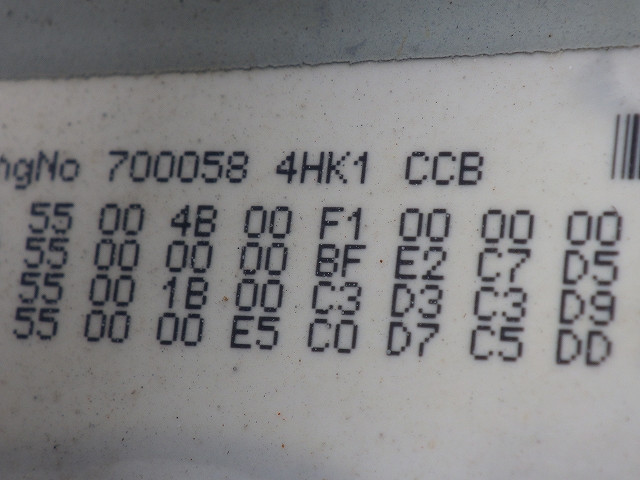 ngNo 700058 4HK1 CCB
55 00 4B 00 F1 00 00 00
55 00 00 00 BF E2 C7 D5
55 00 1B 00 C3 D3 C3 D9
55 00 00 E5 C0 D7 C5 DD